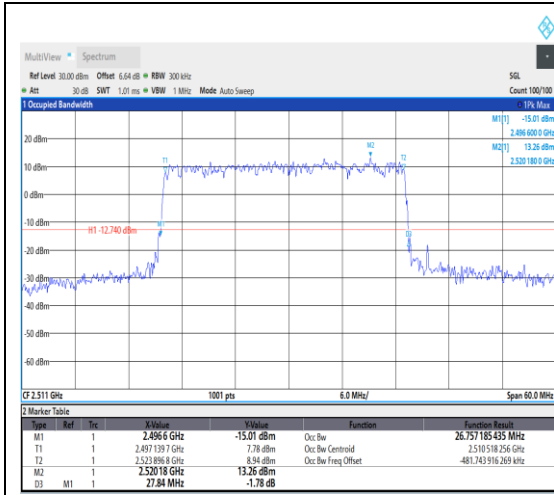 MultiView Spectrum
Ref Level 30.00 dBm Offset 6.64 dB RBW 300 kHz SGL
Att 30 dB SWT 1.01 ms VBW 1 MHz Mode Auto Sweep Count 100/100
1 Occupied Bandwidth 1Pk Max
M1[1] -15.01 dBm
2.496 600 0 GHz
M2[1] 13.26 dBm
2.520 180 0 GHz
20 dBm
M2
T1 T2
10 dBm
0 dBm
-10 dBm
H1 -12.740 dBm
M1
D3
-20 dBm
-30 dBm
-40 dBm
-50 dBm
-60 dBm
CF 2.511 GHz 1001 pts 6.0 MHz/ Span 60.0 MHz
2 Marker Table
Type Ref Trc X-Value Y-Value Function Function Result
M1 1 2.4966 GHz -15.01 dBm Occ Bw 26.757 185 435 MHz
T1 1 2.497 139 7 GHz 7.78 dBm Occ Bw Centroid 2.510 518 256 GHz
T2 1 2.523 896 8 GHz 8.94 dBm Occ Bw Freq Offset -481.743 916 269 kHz
M2 1 2.52018 GHz 13.26 dBm
D3 M1 1 27.84 MHz -1.78 dB